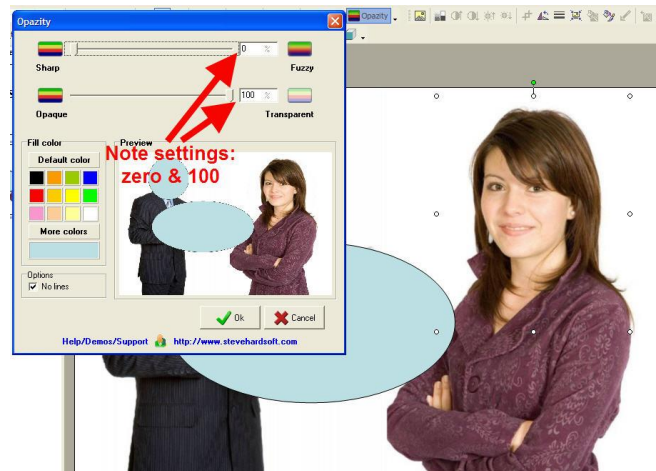 Opazity
Opazity
0 %
Sharp
Fuzzy
100 %
Opaque
Transparent
Note settings:
zero & 100
Fill color
Preview
Default color
More colors
Options
No lines
Ok
Cancel
Help/Demos/Support http://www.stevehardsoft.com